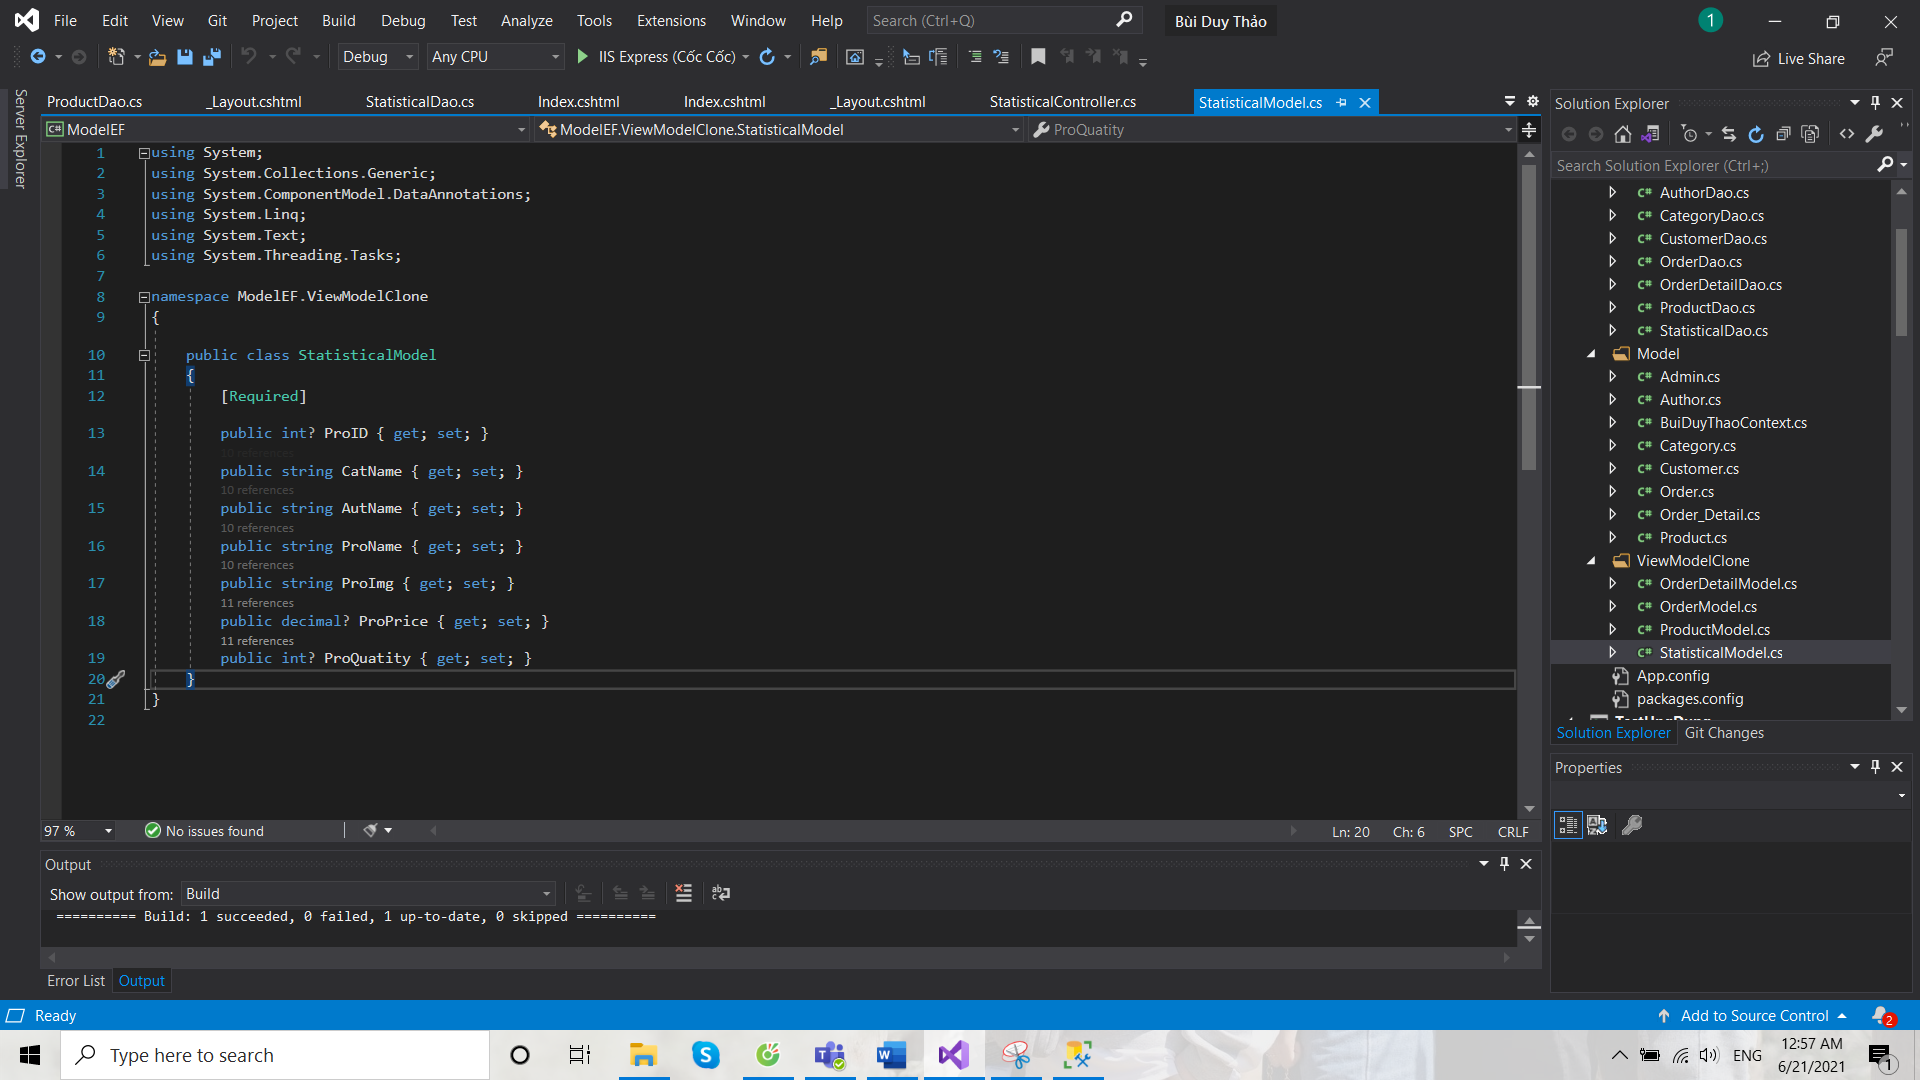 File Edit View Git Project Build Debug Test Analyze Tools Extensions Window Help Search (Ctrl+Q) Bùi Duy Thảo 1
Debug Any CPU IIS Express (Cốc Cốc) Live Share
Server Explorer
ProductDao.cs _Layout.cshtml StatisticalDao.cs Index.cshtml Index.cshtml _Layout.cshtml StatisticalController.cs StatisticalModel.cs
ModelEF ModelEF.ViewModelClone.StatisticalModel ProQuatity
1 using System;
2 using System.Collections.Generic;
3 using System.ComponentModel.DataAnnotations;
4 using System.Linq;
5 using System.Text;
6 using System.Threading.Tasks;
7
8 namespace ModelEF.ViewModelClone
9 {
10 public class StatisticalModel
11 {
12 [Required]
13 public int? ProID { get; set; }
10 references
14 public string CatName { get; set; }
10 references
15 public string AutName { get; set; }
10 references
16 public string ProName { get; set; }
10 references
17 public string ProImg { get; set; }
11 references
18 public decimal? ProPrice { get; set; }
11 references
19 public int? ProQuatity { get; set; }
20 }
21 }
22
97 % No issues found Ln: 20 Ch: 6 SPC CRLF
Output
Show output from: Build
========== Build: 1 succeeded, 0 failed, 1 up-to-date, 0 skipped ==========
Error List Output
Solution Explorer
Search Solution Explorer (Ctrl+;)
C# AuthorDao.cs
C# CategoryDao.cs
C# CustomerDao.cs
C# OrderDao.cs
C# OrderDetailDao.cs
C# ProductDao.cs
C# StatisticalDao.cs
Model
C# Admin.cs
C# Author.cs
C# BuiDuyThaoContext.cs
C# Category.cs
C# Customer.cs
C# Order.cs
C# Order_Detail.cs
C# Product.cs
ViewModelClone
C# OrderDetailModel.cs
C# OrderModel.cs
C# ProductModel.cs
C# StatisticalModel.cs
App.config
packages.config
Solution Explorer Git Changes
Properties
Ready Add to Source Control 2
Type here to search ENG 12:57 AM
6/21/2021 1